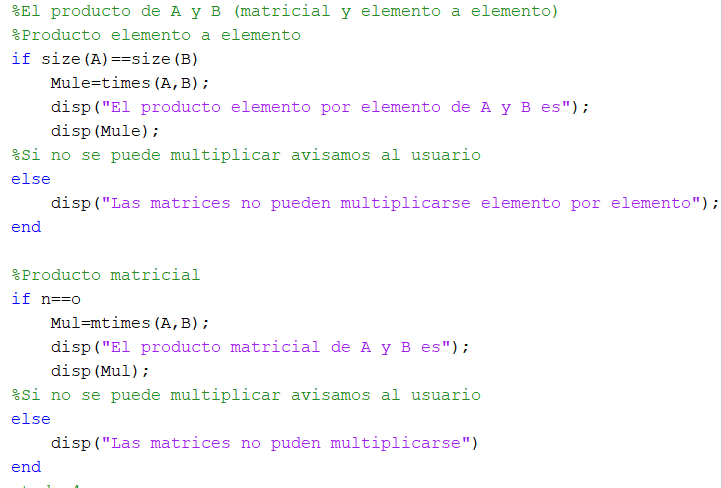 %El producto de A y B (matricial y elemento a elemento)
%Producto elemento a elemento
if size(A)==size(B)
    Mule=times(A,B);
    disp("El producto elemento por elemento de A y B es");
    disp(Mule);
%Si no se puede multiplicar avisamos al usuario
else
    disp("Las matrices no pueden multiplicarse elemento por elemento");
end

%Producto matricial
if n==o
    Mul=mtimes(A,B);
    disp("El producto matricial de A y B es");
    disp(Mul);
%Si no se puede multiplicar avisamos al usuario
else
    disp("Las matrices no puden multiplicarse")
end